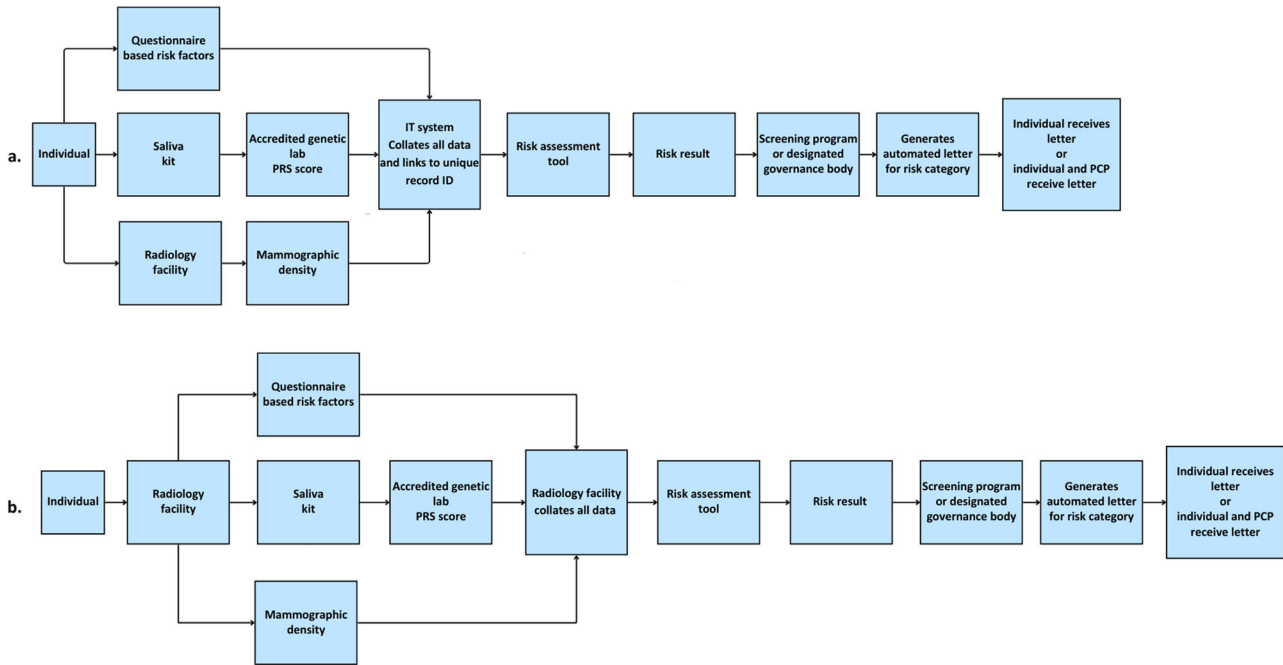 Questionnaire
based risk factors
a.
Individual
Saliva
kit
Accredited genetic
lab
PRS score
IT system
Collates all data
and links to unique
record ID
Risk assessment
tool
Risk result
Screening program
or designated
governance body
Generates
automated letter
for risk category
Individual receives
letter
or
individual and PCP
receive letter
Radiology
facility
Mammographic
density
Questionnaire
based risk factors
b.
Individual
Radiology
facility
Saliva
kit
Accredited genetic
lab
PRS score
Radiology facility
collates all data
Risk assessment
tool
Risk result
Screening program
or designated
governance body
Generates
automated letter
for risk category
Individual receives
letter
or
individual and PCP
receive letter
Mammographic
density